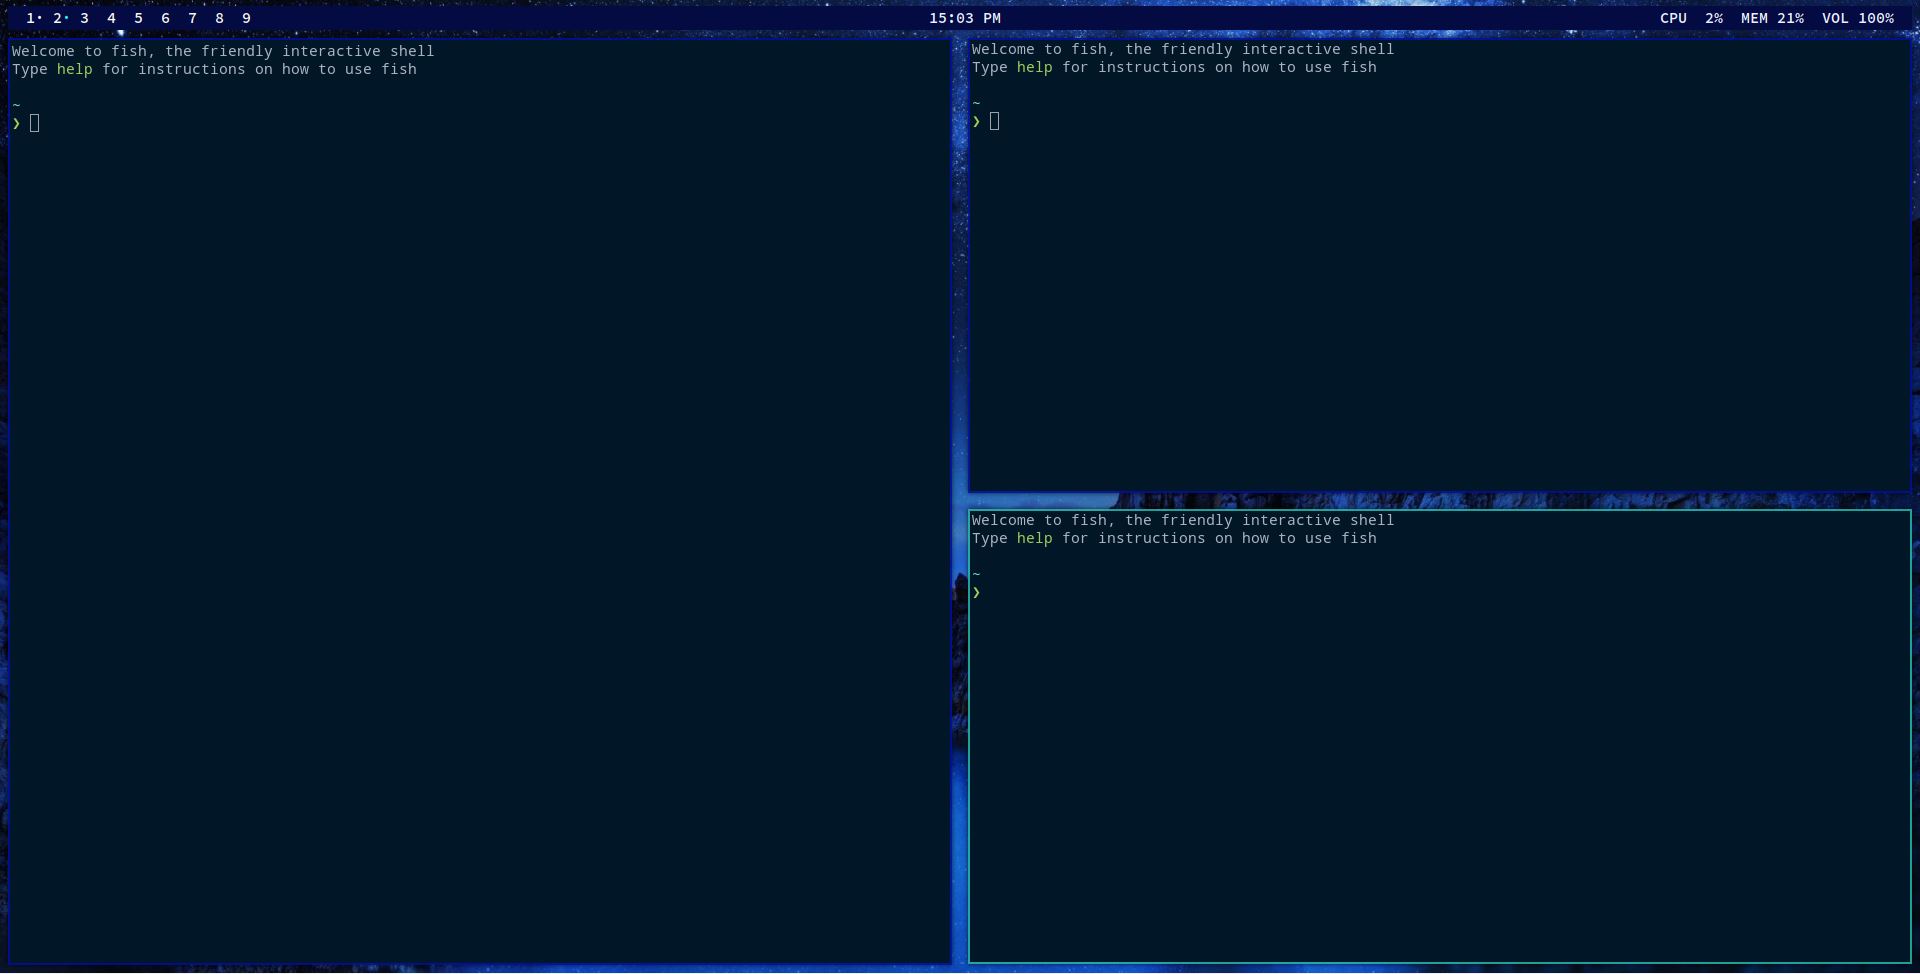 1· 2· 3 4 5 6 7 8 9
15:03 PM
CPU 2% MEM 21% VOL 100%
Welcome to fish, the friendly interactive shell
Type help for instructions on how to use fish
~
❯
Welcome to fish, the friendly interactive shell
Type help for instructions on how to use fish
~
❯
Welcome to fish, the friendly interactive shell
Type help for instructions on how to use fish
~
❯